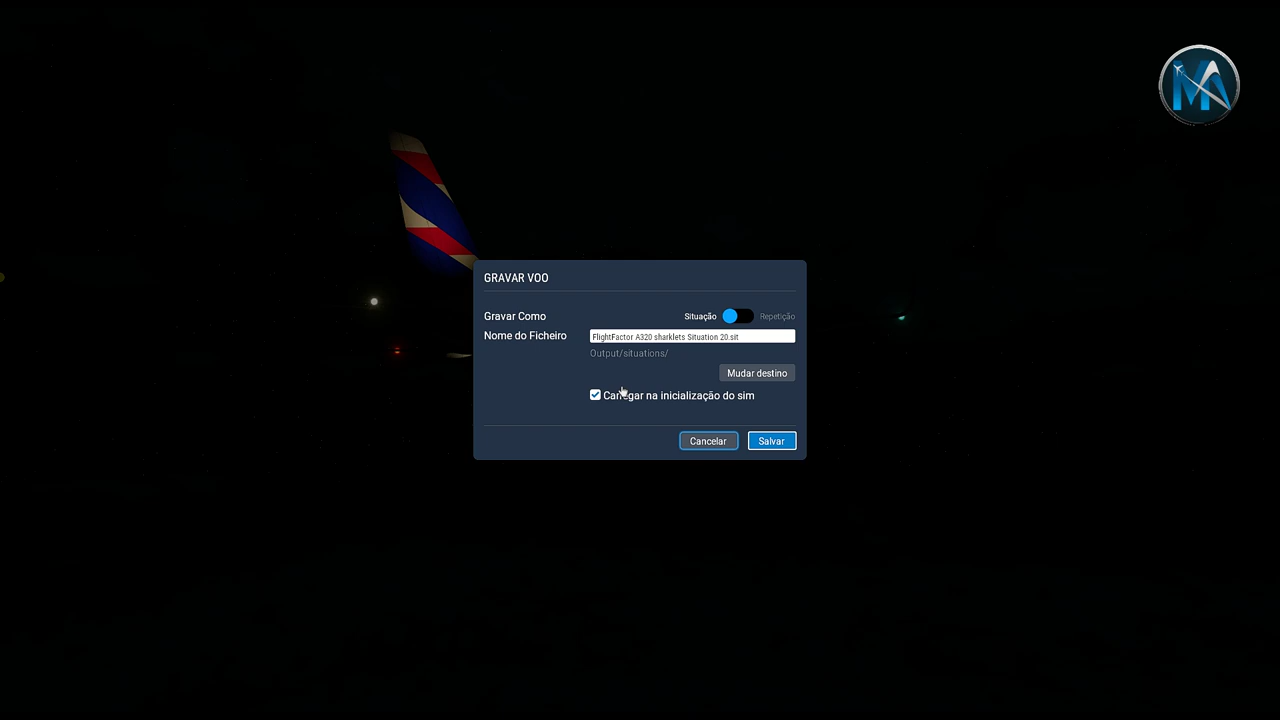 MA
GRAVAR VOO
Gravar Como Situação Repetição
Nome do Ficheiro FlightFactor A320 sharklets Situation 20.sit
Output/situations/
Mudar destino
Carregar na inicialização do sim
Cancelar Salvar